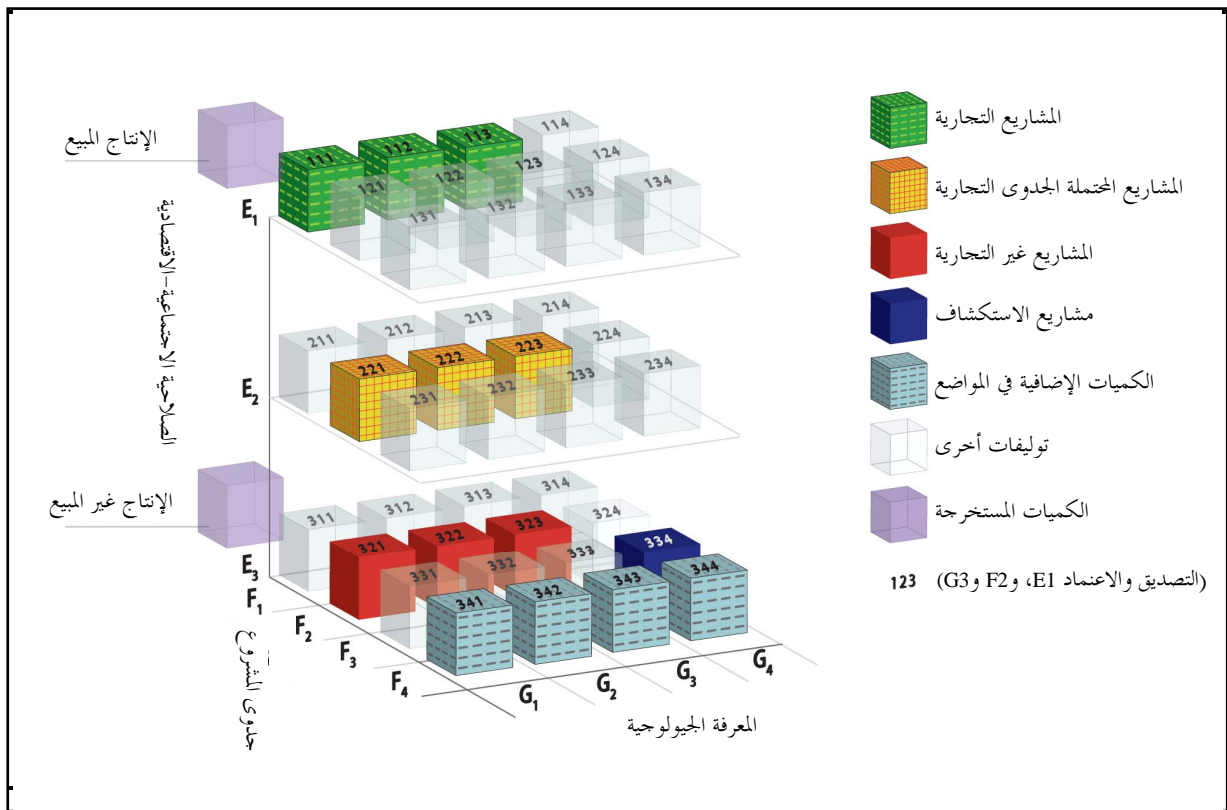 الإنتاج المبيع
الصلاحية الاجتماعية-الاقتصادية
الإنتاج غير المبيع
جدوى المشروع
المعرفة الجيولوجية
E1
E2
E3
F1
F2
F3
F4
G1
G2
G3
G4
111 112 113 114
121 122 123 124
131 132 133 134
211 212 213 214
221 222 223 224
231 232 233 234
311 312 313 314
321 322 323 324
331 332 333 334
341 342 343 344
المشاريع التجارية
المشاريع المحتملة الجدوى التجارية
المشاريع غير التجارية
مشاريع الاستكشاف
الكميات الإضافية في المواضع
توليفات أخرى
الكميات المستخرجة
123 (التصديق والاعنماد E1، وF2 وG3)